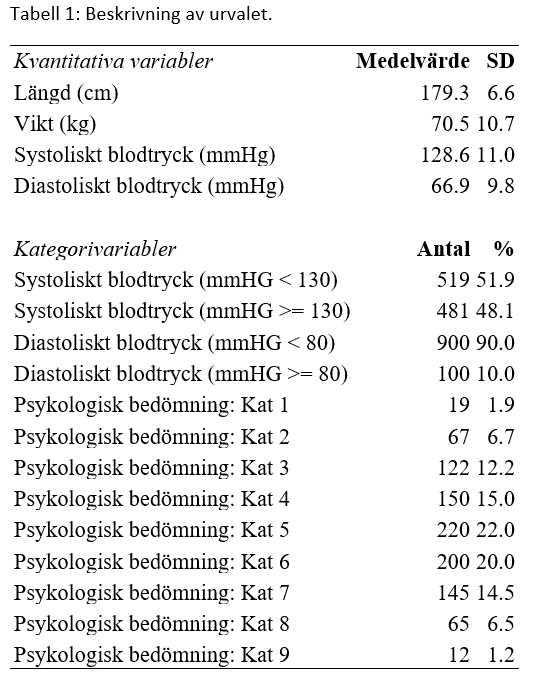 Tabell 1: Beskrivning av urvalet.
Kvantitativa variabler Medelvärde SD
Längd (cm) 179.3 6.6
Vikt (kg) 70.5 10.7
Systoliskt blodtryck (mmHg) 128.6 11.0
Diastoliskt blodtryck (mmHg) 66.9 9.8
Kategorivariabler Antal %
Systoliskt blodtryck (mmHG < 130) 519 51.9
Systoliskt blodtryck (mmHG >= 130) 481 48.1
Diastoliskt blodtryck (mmHG < 80) 900 90.0
Diastoliskt blodtryck (mmHG >= 80) 100 10.0
Psykologisk bedömning: Kat 1 19 1.9
Psykologisk bedömning: Kat 2 67 6.7
Psykologisk bedömning: Kat 3 122 12.2
Psykologisk bedömning: Kat 4 150 15.0
Psykologisk bedömning: Kat 5 220 22.0
Psykologisk bedömning: Kat 6 200 20.0
Psykologisk bedömning: Kat 7 145 14.5
Psykologisk bedömning: Kat 8 65 6.5
Psykologisk bedömning: Kat 9 12 1.2